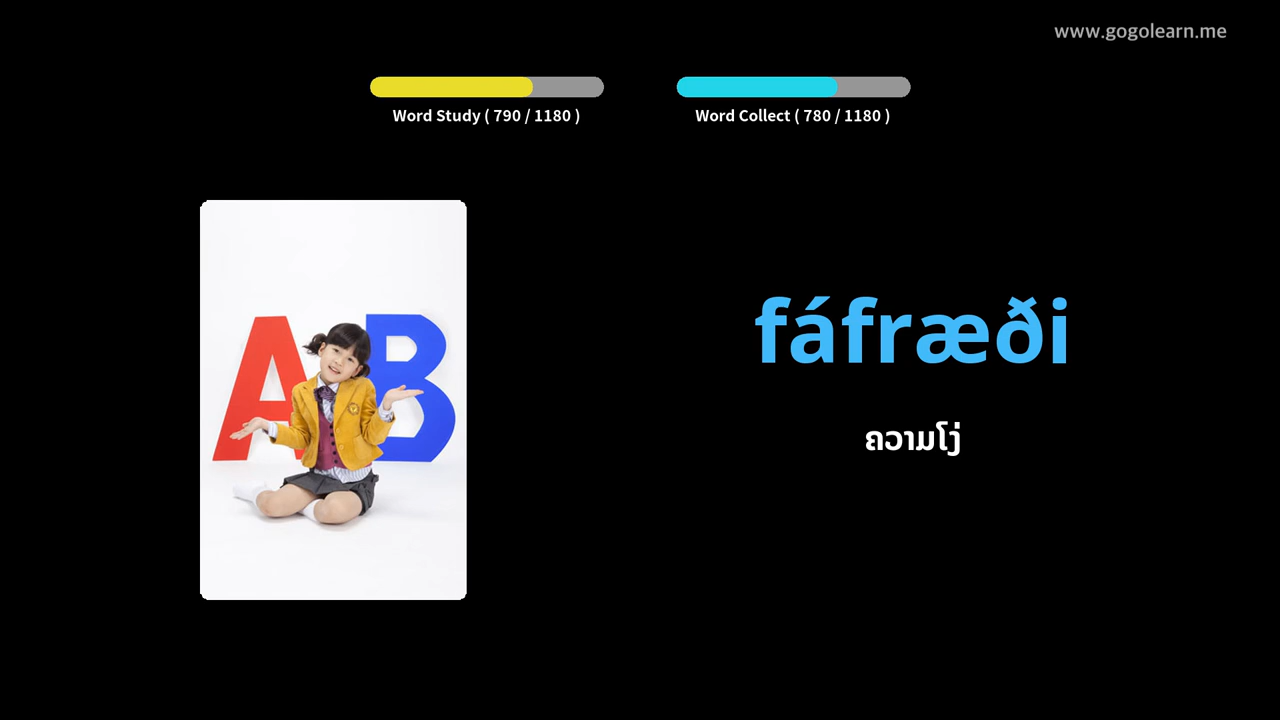 www.gogolearn.me
Word Study ( 790 / 1180 )
Word Collect ( 780 / 1180 )
A B
fáfræði
ຄວາມໂງ່